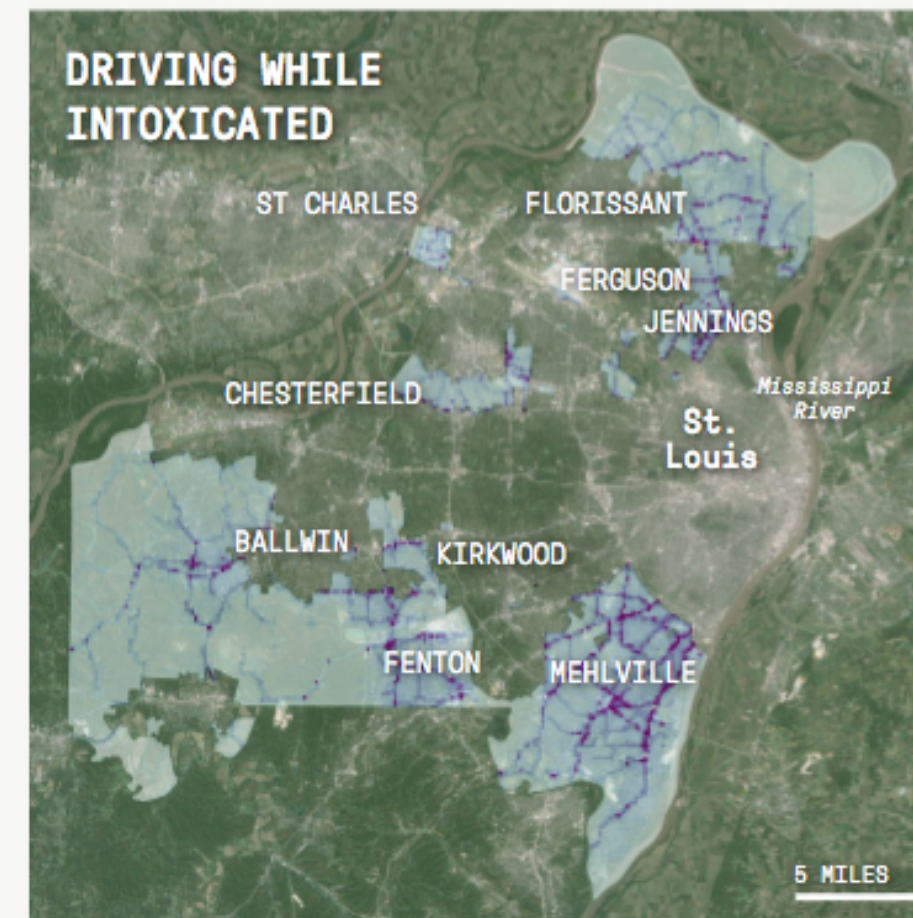 DRIVING WHILE
INTOXICATED
ST CHARLES
FLORISSANT
FERGUSON
JENNINGS
CHESTERFIELD
Mississippi
River
St.
Louis
BALLWIN
KIRKWOOD
FENTON
MEHLVILLE
5 MILES